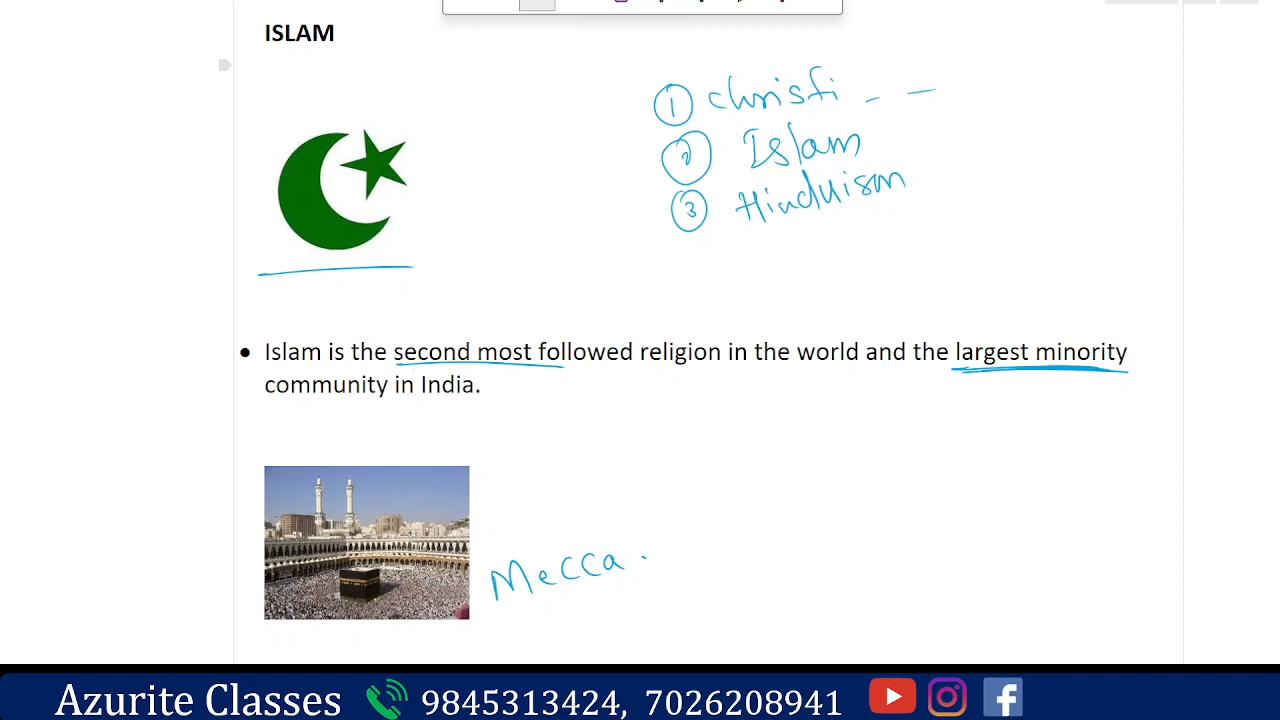 ISLAM
① Christi - -
② Islam
③ Hinduism
• Islam is the second most followed religion in the world and the largest minority
community in India.
Mecca.
Azurite Classes 9845313424, 7026208941